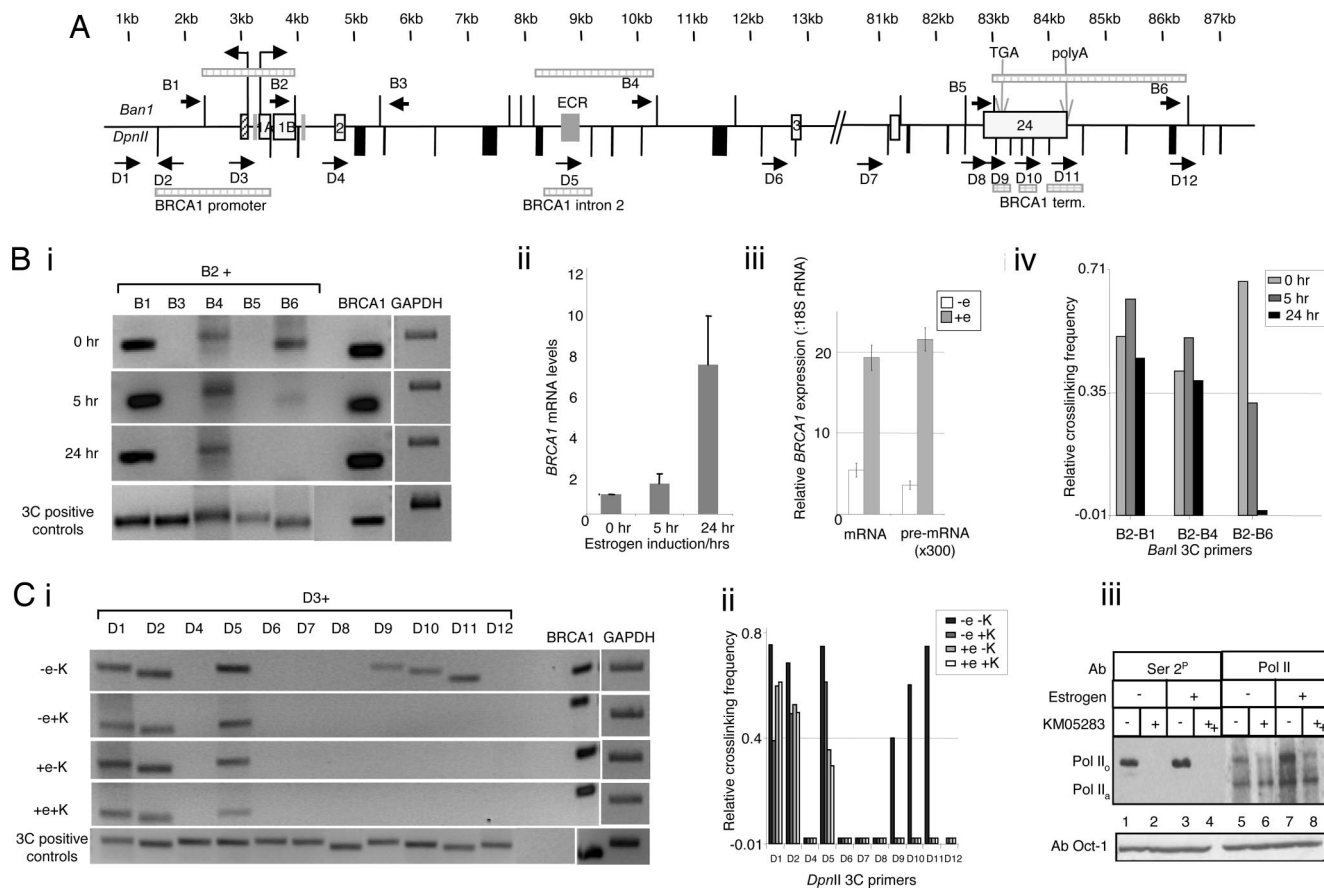 A
1kb 2kb 3kb 4kb 5kb 6kb 7kb 8kb 9kb 10kb 11kb 12kb 13kb 81kb 82kb 83kb 84kb 85kb 86kb 87kb
TGA polyA
B1 B2 B3 B4 B5 B6
Ban1
ECR
1A 1B 2 3 24
DpnII
D1 D2 D3 D4 D5 D6 D7 D8 D9 D10 D11 D12
BRCA1 promoter BRCA1 intron 2 BRCA1 term.
B i
B2 +
B1 B3 B4 B5 B6 BRCA1 GAPDH
0 hr
5 hr
24 hr
3C positive
controls
ii
BRCA1 mRNA levels
12
10
8
6
4
2
0
0 hr 5 hr 24 hr
Estrogen induction/hrs
iii
Relative BRCA1 expression (:18S rRNA)
-e
+e
20
10
0
mRNA pre-mRNA
(x300)
iv
Relative crosslinking frequency
0.71
0.35
-0.01
0 hr
5 hr
24 hr
B2-B1 B2-B4 B2-B6
BanI 3C primers
C i
D3+
D1 D2 D4 D5 D6 D7 D8 D9 D10 D11 D12 BRCA1 GAPDH
-e-K
-e+K
+e-K
+e+K
3C positive
controls
ii
Relative crosslinking frequency
0.8
0.4
-0.01
-e -K
-e +K
+e -K
+e +K
D1 D2 D4 D5 D6 D7 D8 D9 D10 D11 D12
DpnII 3C primers
iii
Ab Ser 2P Pol II
Estrogen - + - +
KM05283 - + - ++ - + - ++
Pol IIo
Pol IIa
1 2 3 4 5 6 7 8
Ab Oct-1